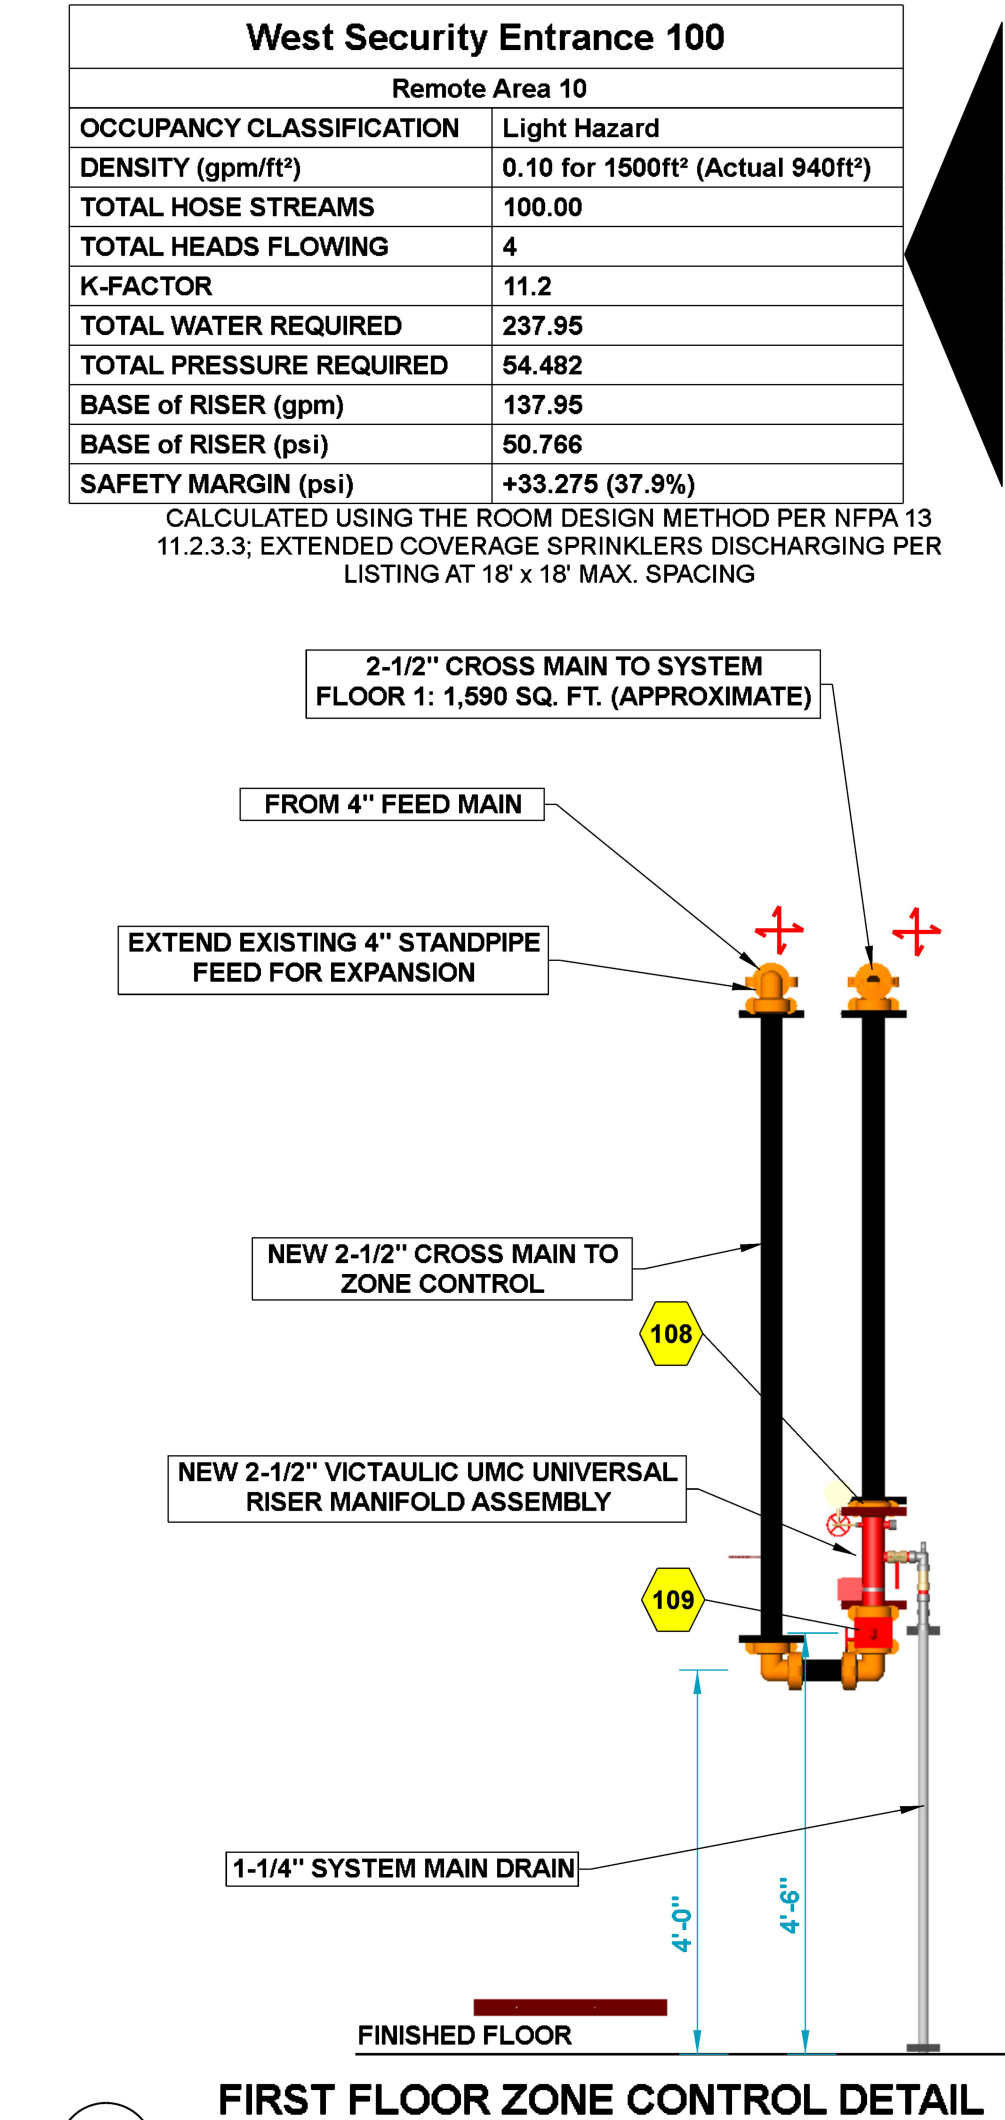 West Security Entrance 100
Remote Area 10
OCCUPANCY CLASSIFICATION Light Hazard
DENSITY (gpm/ft²) 0.10 for 1500ft² (Actual 940ft²)
TOTAL HOSE STREAMS 100.00
TOTAL HEADS FLOWING 4
K-FACTOR 11.2
TOTAL WATER REQUIRED 237.95
TOTAL PRESSURE REQUIRED 54.482
BASE of RISER (gpm) 137.95
BASE of RISER (psi) 50.766
SAFETY MARGIN (psi) +33.275 (37.9%)
CALCULATED USING THE ROOM DESIGN METHOD PER NFPA 13
11.2.3.3; EXTENDED COVERAGE SPRINKLERS DISCHARGING PER
LISTING AT 18' x 18' MAX. SPACING
2-1/2" CROSS MAIN TO SYSTEM
FLOOR 1: 1,590 SQ. FT. (APPROXIMATE)
FROM 4" FEED MAIN
EXTEND EXISTING 4" STANDPIPE
FEED FOR EXPANSION
NEW 2-1/2" CROSS MAIN TO
ZONE CONTROL
108
NEW 2-1/2" VICTAULIC UMC UNIVERSAL
RISER MANIFOLD ASSEMBLY
109
1-1/4" SYSTEM MAIN DRAIN
4'-0"
4'-6"
FINISHED FLOOR
FIRST FLOOR ZONE CONTROL DETAIL